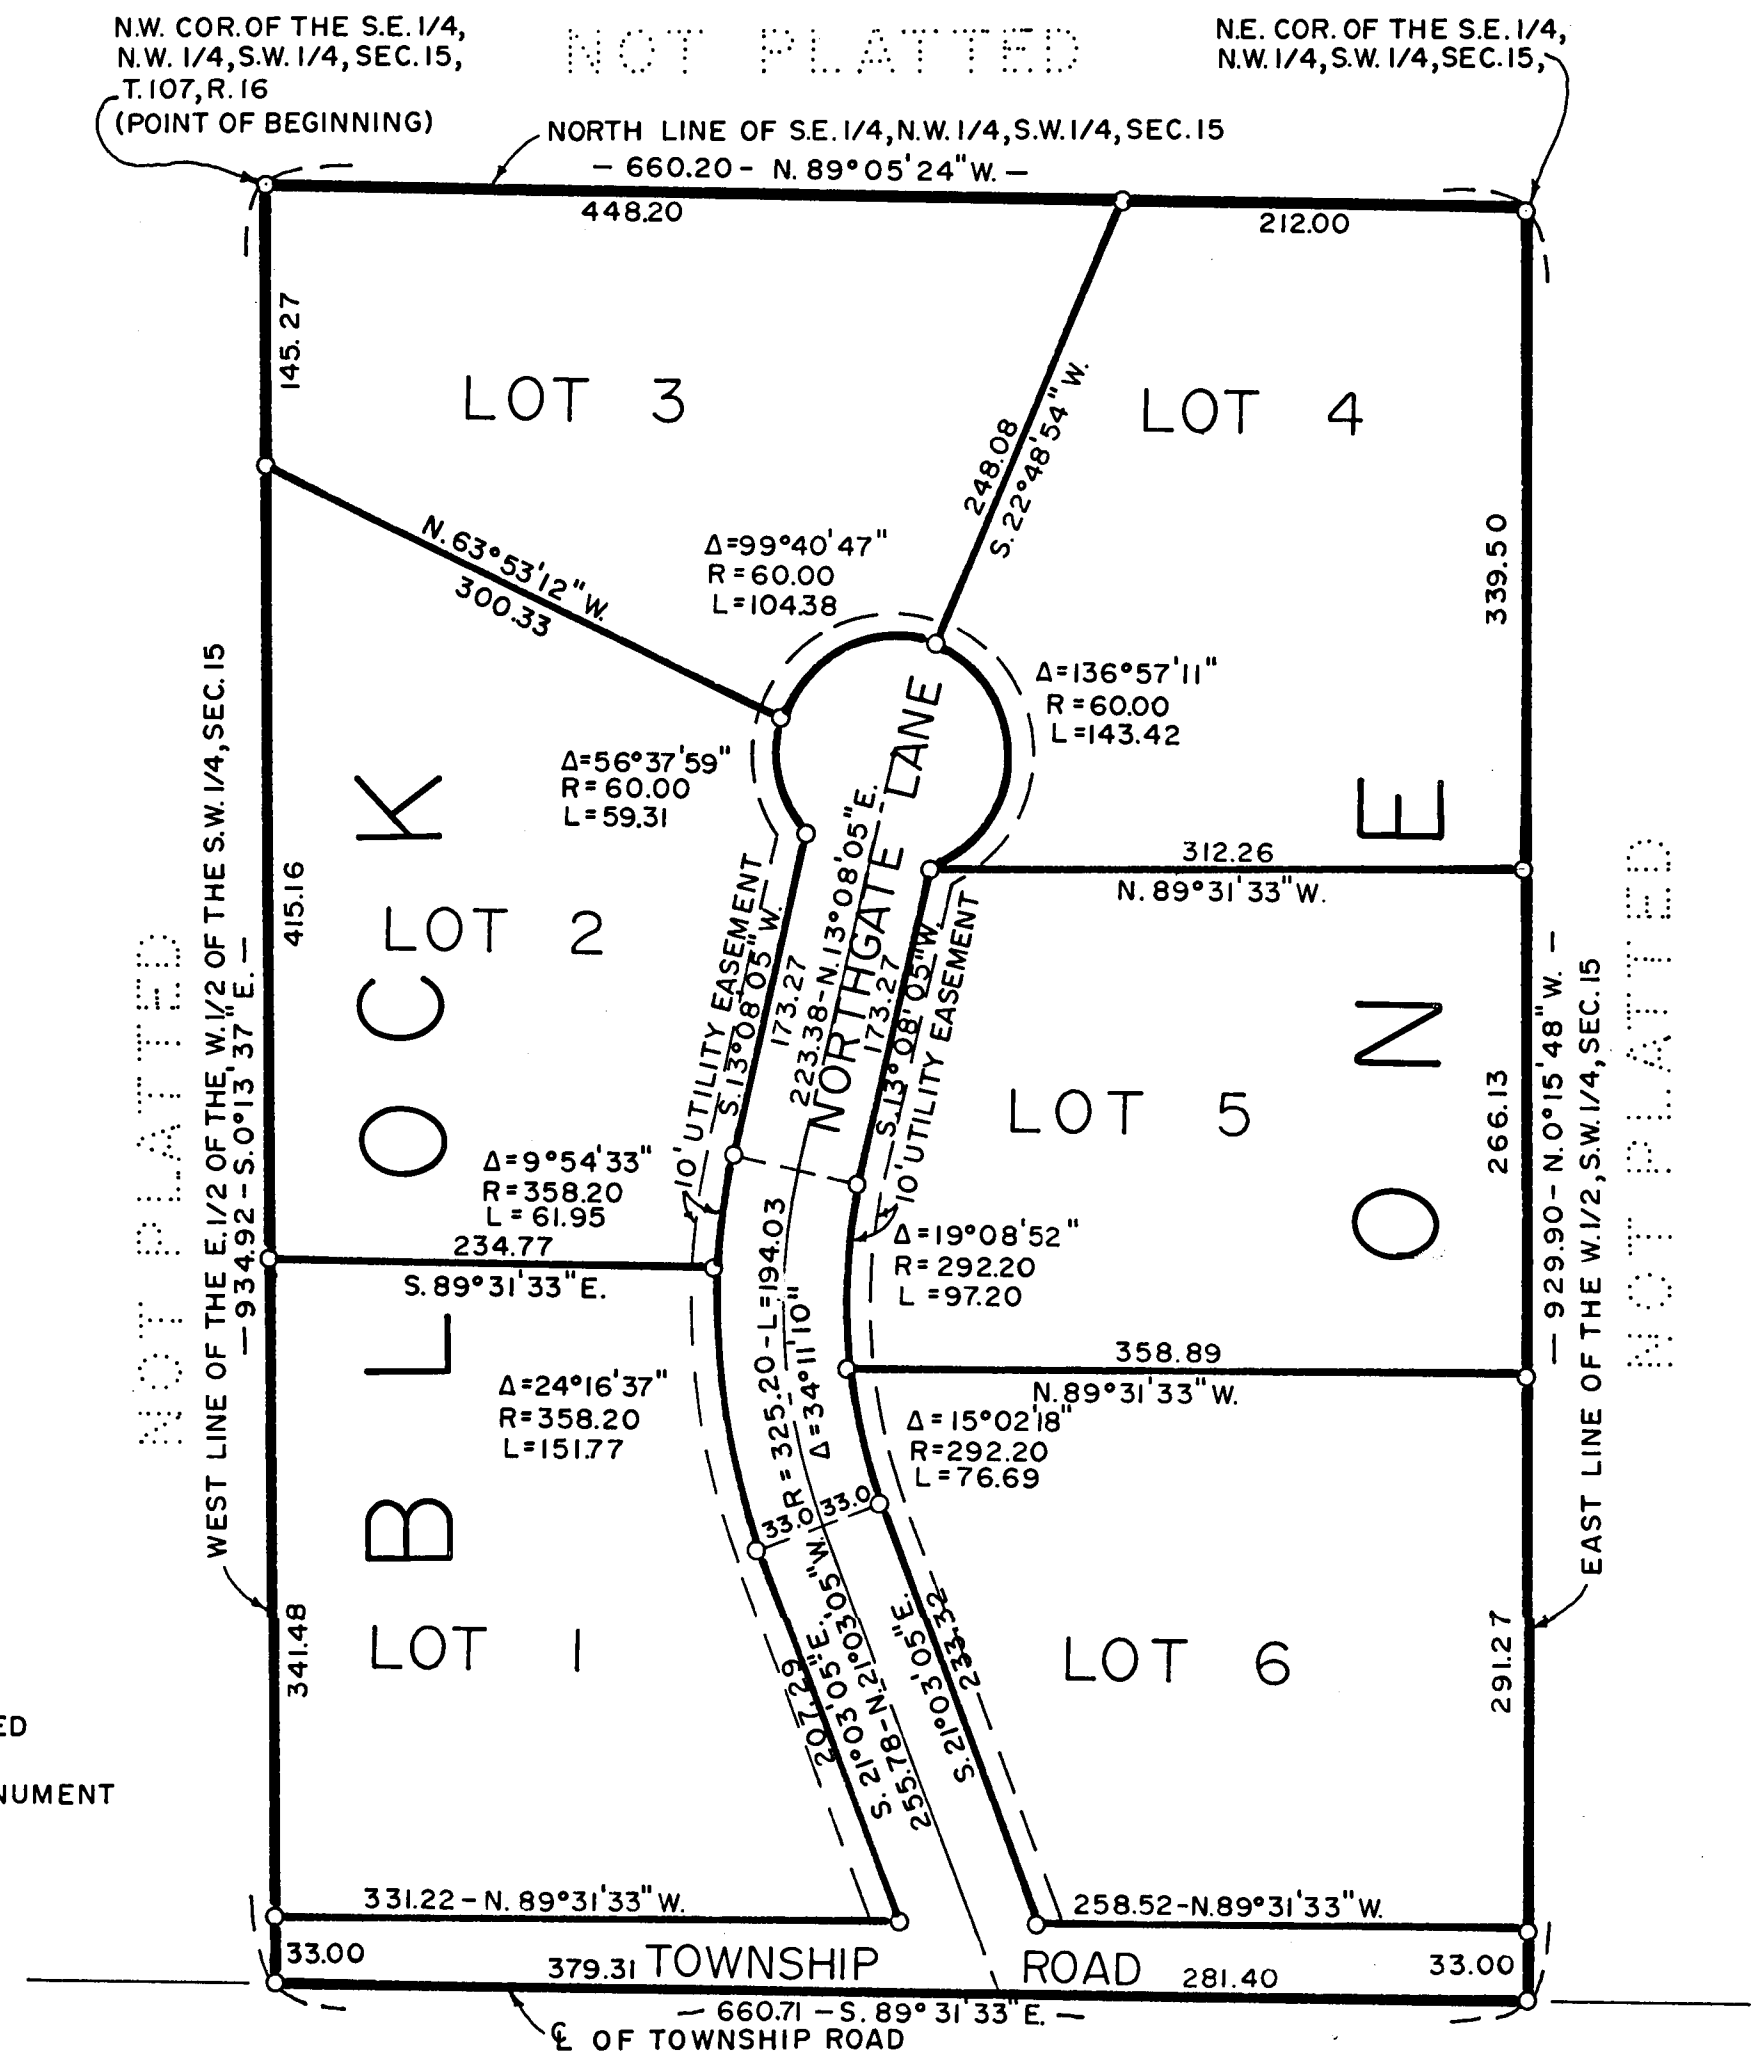 N.W. COR. OF THE S.E. 1/4,
N.W. 1/4, S.W. 1/4, SEC. 15,
T. 107, R. 16
(POINT OF BEGINNING)
NOT PLATTED
N.E. COR. OF THE S.E. 1/4,
N.W. 1/4, S.W. 1/4, SEC. 15,
NORTH LINE OF S.E. 1/4, N.W. 1/4, S.W. 1/4, SEC. 15
— 660.20 - N. 89°05'24"W. —
448.20
212.00
145.27
LOT 3
LOT 4
248.08
S. 22°48'54"W.
339.50
N. 63°53'12"W.
300.33
Δ=99°40'47"
R=60.00
L=104.38
Δ=136°57'11"
R=60.00
L=143.42
Δ=56°37'59"
R=60.00
L=59.31
NORTHGATE LANE
312.26
N. 89°31'33"W.
415.16
LOT 2
BLOCK
ONE
10' UTILITY EASEMENT
S. 13°08'05"W.
173.27
223.38-N. 13°08'05"E.
173.27
S. 13°08'05"W.
10' UTILITY EASEMENT
LOT 5
266.13
NOT PLATTED
WEST LINE OF THE E.1/2 OF THE W.1/2 OF THE S.W. 1/4, SEC. 15
— 934.92 - S. 0°13'37"E. —
— 929.90 - N. 0°15'48"W. —
EAST LINE OF THE W. 1/2, S.W. 1/4, SEC. 15
NOT PLATTED
Δ=9°54'33"
R=358.20
L=61.95
234.77
S. 89°31'33"E.
Δ=19°08'52"
R=292.20
L=97.20
R=325.20-L=194.03
Δ=34°11'10"
358.89
N. 89°31'33"W.
Δ=24°16'37"
R=358.20
L=151.77
Δ=15°02'18"
R=292.20
L=76.69
33.0 33.0
341.48
LOT 1
207.29
S. 21°03'05"E.
255.78-N. 21°03'05"W.
S. 21°03'05"E.
233.32
LOT 6
291.27
ED
NUMENT
331.22-N. 89°31'33"W.
258.52-N. 89°31'33"W.
33.00
379.31
TOWNSHIP ROAD
281.40
33.00
— 660.71 - S. 89°31'33"E. —
℄ OF TOWNSHIP ROAD